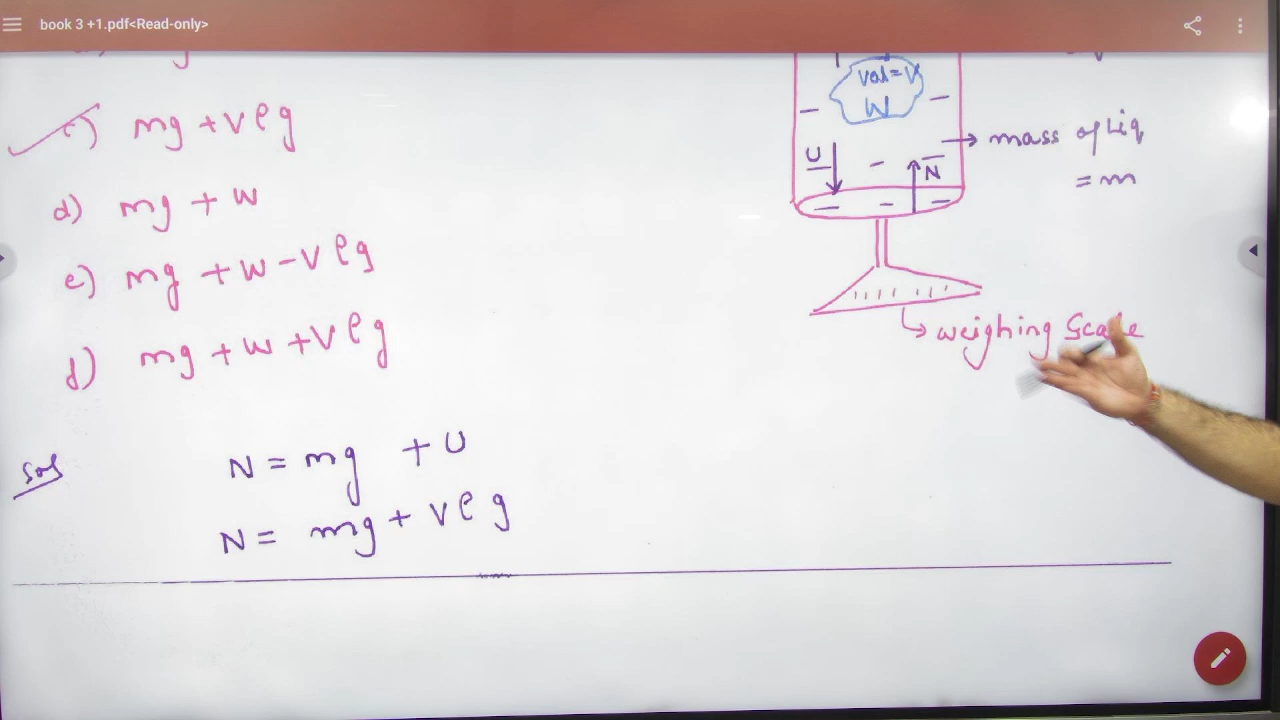 book 3 +1.pdf<Read-only>
c) mg + vρg
d) mg + w
e) mg + w - vρg
d) mg + w + vρg
Sol
N = mg + U
N = mg + vρg
Vol = V
W
U
N
mass of Liq
= m
weighing Scale